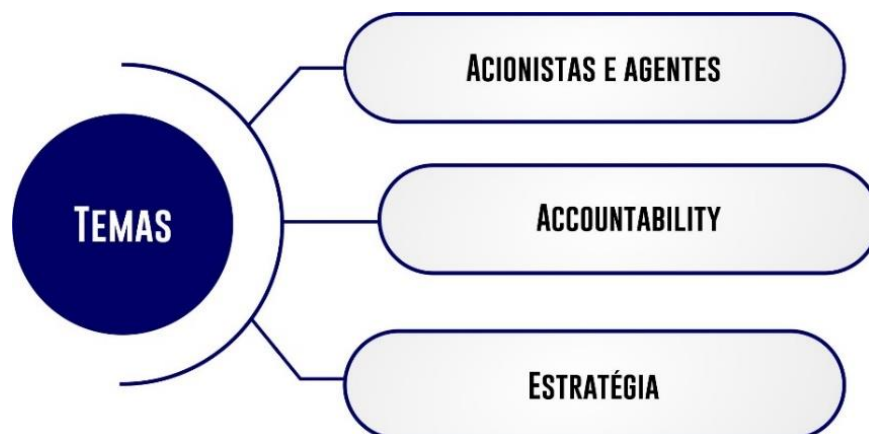 TEMAS
ACIONISTAS E AGENTES
ACCOUNTABILITY
ESTRATÉGIA